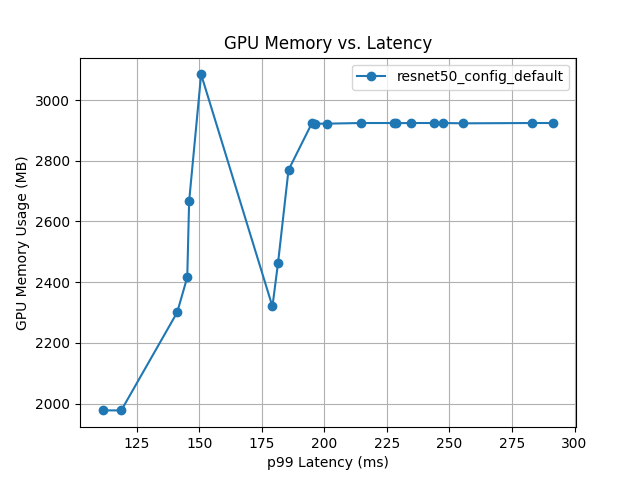 GPU Memory vs. Latency
resnet50_config_default
GPU Memory Usage (MB)
3000
2800
2600
2400
2200
2000
125 150 175 200 225 250 275 300
p99 Latency (ms)